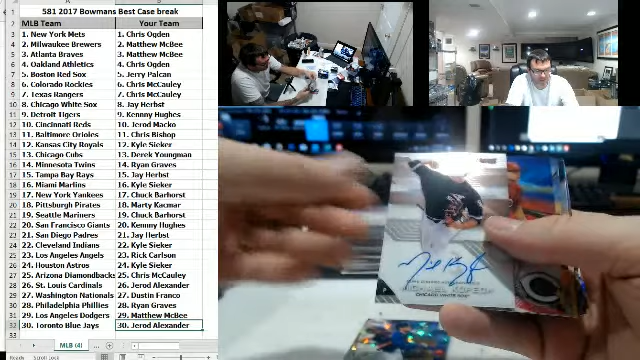 581 2017 Bowmans Best Case break
MLB Team Your Team
1. New York Mets 1. Chris Ogden
2. Milwaukee Brewers 2. Matthew McBee
3. Atlanta Braves 3. Matthew McBee
4. Oakland Athletics 4. Chris Ogden
5. Boston Red Sox 5. Jerry Palcan
6. Colorado Rockies 6. Chris McCauley
7. Texas Rangers 7. Chris McCauley
8. Chicago White Sox 8. Jay Herbst
9. Detroit Tigers 9. Kennny Hughes
10. Cincinnati Reds 10. Jerod Macko
11. Baltimore Orioles 11. Chris Bishop
12. Kansas City Royals 12. Kyle Sieker
13. Chicago Cubs 13. Derek Youngman
14. Minnesota Twins 14. Ryan Graves
15. Tampa Bay Rays 15. Jay Herbst
16. Miami Marlins 16. Kyle Sieker
17. New York Yankees 17. Chuck Barhorst
18. Pittsburgh Pirates 18. Marty Kacmar
19. Seattle Mariners 19. Chuck Barhorst
20. San Francisco Giants 20. Kennny Hughes
21. San Diego Padres 21. Jay Herbst
22. Cleveland Indians 22. Kyle Sieker
23. Los Angeles Angels 23. Rick Carlson
24. Houston Astros 24. Kyle Sieker
25. Arizona Diamondbacks 25. Chris McCauley
26. St. Louis Cardinals 26. Jerod Alexander
27. Washington Nationals 27. Dustin Franco
28. Philadelphia Phillies 28. Ryan Graves
29. Los Angeles Dodgers 29. Matthew McBee
30. Toronto Blue Jays 30. Jerod Alexander
MLB (4)
Ready Scroll Lock
CHICAGO WHITE SOX